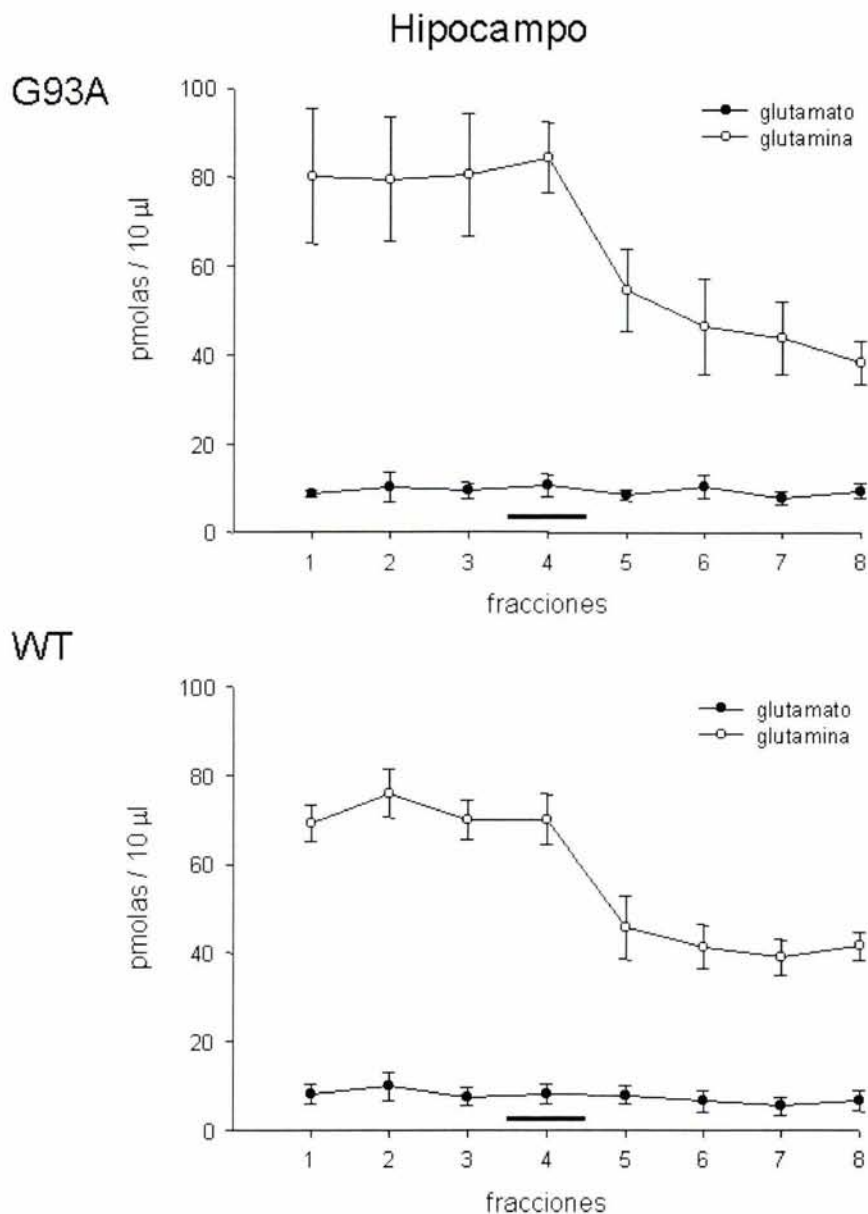 Hipocampo
G93A
100
80
60
40
20
0
pmolas / 10 µl
glutamato
glutamina
1 2 3 4 5 6 7 8
fracciones
WT
100
80
60
40
20
0
pmolas / 10 µl
glutamato
glutamina
1 2 3 4 5 6 7 8
fracciones